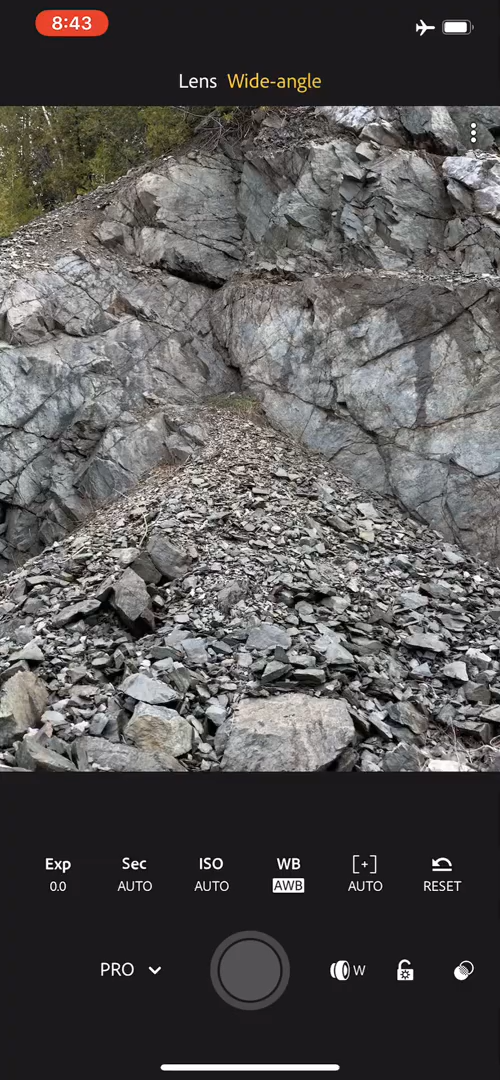 8:43
Lens Wide-angle
Exp Sec ISO WB [+] 
0.0 AUTO AUTO AWB AUTO RESET
PRO W